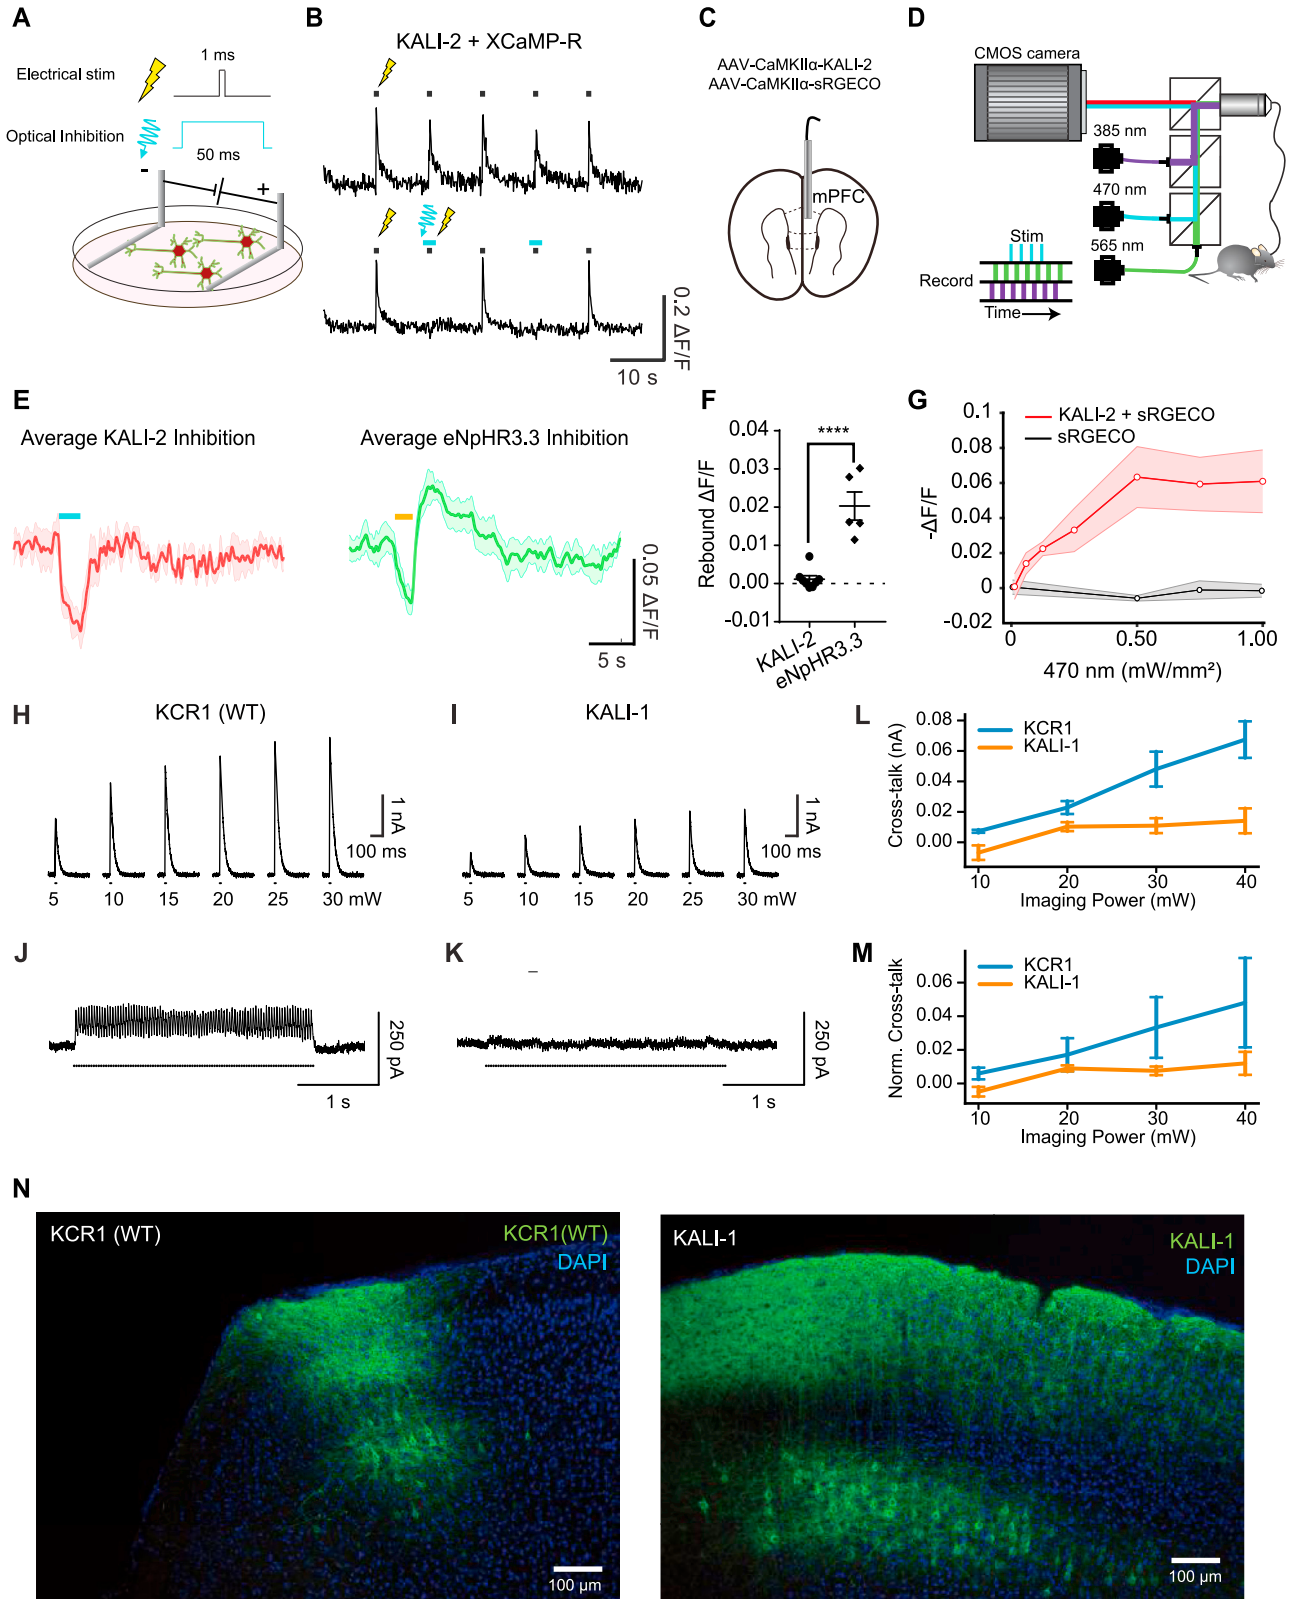 A
Electrical stim
1 ms
Optical Inhibition
50 ms
-
+
B
KALI-2 + XCaMP-R
0.2 ΔF/F
10 s
C
AAV-CaMKIIα-KALI-2
AAV-CaMKIIα-sRGECO
mPFC
D
CMOS camera
385 nm
470 nm
565 nm
Stim
Record
Time
E
Average KALI-2 Inhibition
Average eNpHR3.3 Inhibition
0.05 ΔF/F
5 s
F
Rebound ΔF/F
0.04
0.03
0.02
0.01
0.00
-0.01
****
KALI-2
eNpHR3.3
G
-ΔF/F
0.1
0.08
0.06
0.04
0.02
0
-0.02
KALI-2 + sRGECO
sRGECO
0
0.50
1.00
470 nm (mW/mm²)
H
KCR1 (WT)
1 nA
100 ms
5 10 15 20 25 30 mW
I
KALI-1
1 nA
100 ms
5 10 15 20 25 30 mW
L
Cross-talk (nA)
0.08
0.06
0.04
0.02
0.00
KCR1
KALI-1
10 20 30 40
Imaging Power (mW)
J
250 pA
1 s
K
250 pA
1 s
M
Norm. Cross-talk
0.06
0.04
0.02
0.00
KCR1
KALI-1
10 20 30 40
Imaging Power (mW)
N
KCR1 (WT)
KCR1(WT)
DAPI
100 µm
KALI-1
KALI-1
DAPI
100 µm